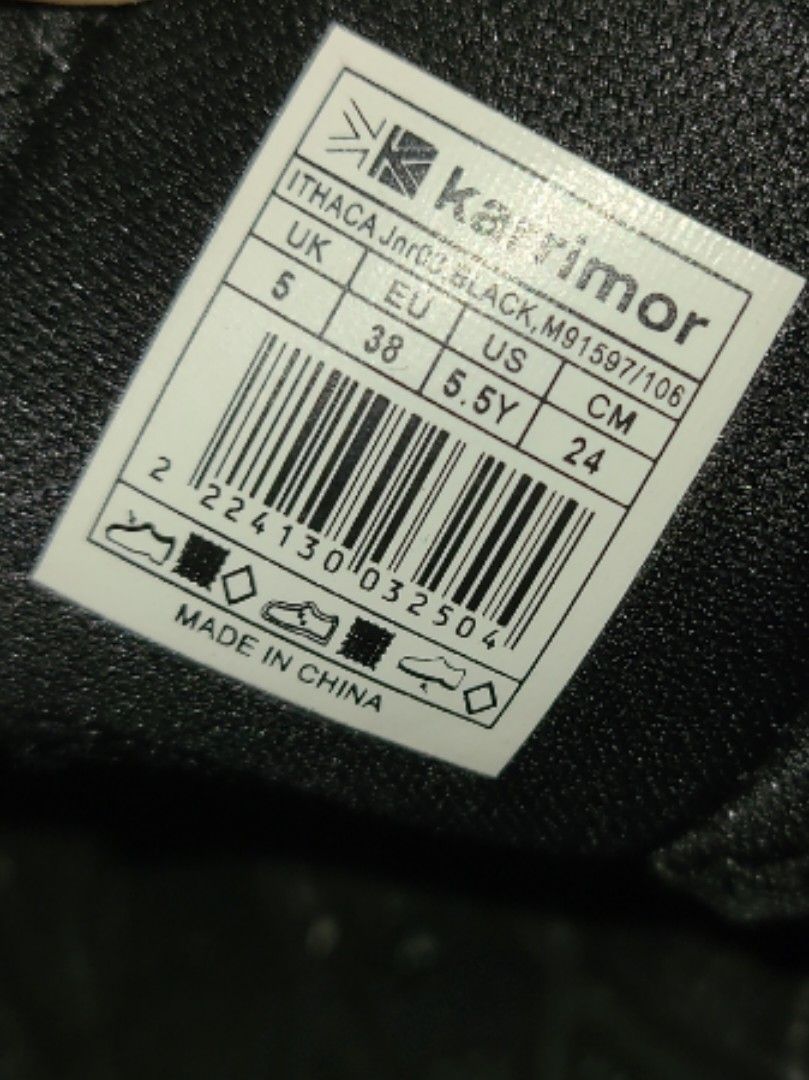 karrimor
ITHACA Jnr00,BLACK,M91597/106
UK EU US CM
5 38 5.5Y 24
2 224130 032504
MADE IN CHINA